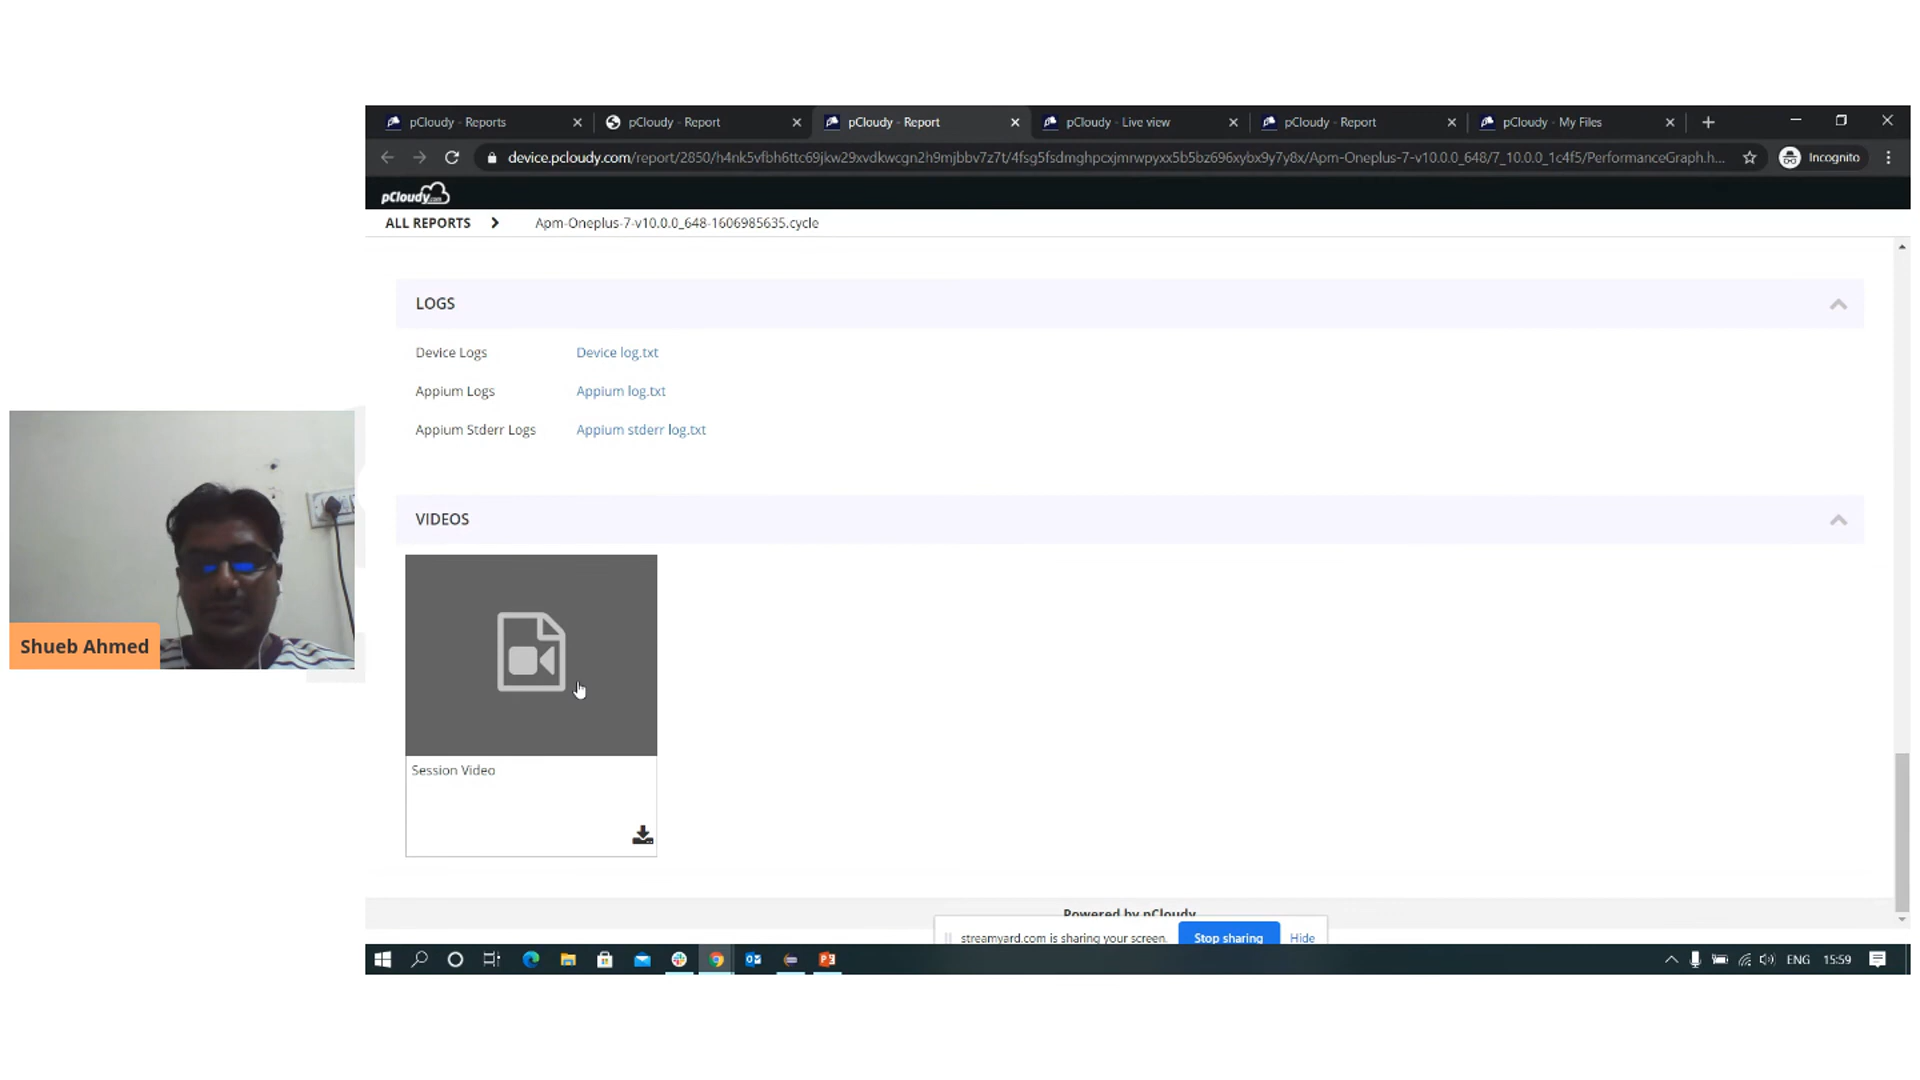 pCloudy - Reports
pCloudy - Report
pCloudy - Report
pCloudy - Live view
pCloudy - Report
pCloudy - My Files
device.pcloudy.com/report/2850/h4nk5vfbh6ttc69jkw29xvdkwcgn2h9mjbbv7z7t/4fsg5fsdmghpcxjmrwpyxx5b5bz696xybx9y7y8x/Apm-Oneplus-7-v10.0.0_648/7_10.0.0_1c4f5/PerformanceGraph.h...
Incognito
pCloudy.com
ALL REPORTS
Apm-Oneplus-7-v10.0.0_648-1606985635.cycle
LOGS
Device Logs
Device log.txt
Appium Logs
Appium log.txt
Appium Stderr Logs
Appium stderr log.txt
VIDEOS
Session Video
Shueb Ahmed
Powered by pCloudy
streamyard.com is sharing your screen.
Stop sharing
Hide
ENG
15:59